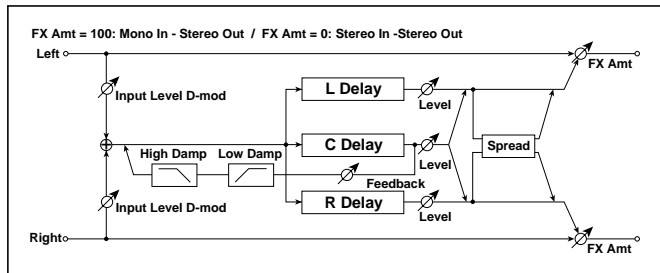 FX Amt = 100: Mono In - Stereo Out / FX Amt = 0: Stereo In -Stereo Out
Left
FX Amt
L Delay
Input Level D-mod
Level
High Damp Low Damp
C Delay
Level
Spread
Feedback
Input Level D-mod
R Delay
Level
Right
FX Amt